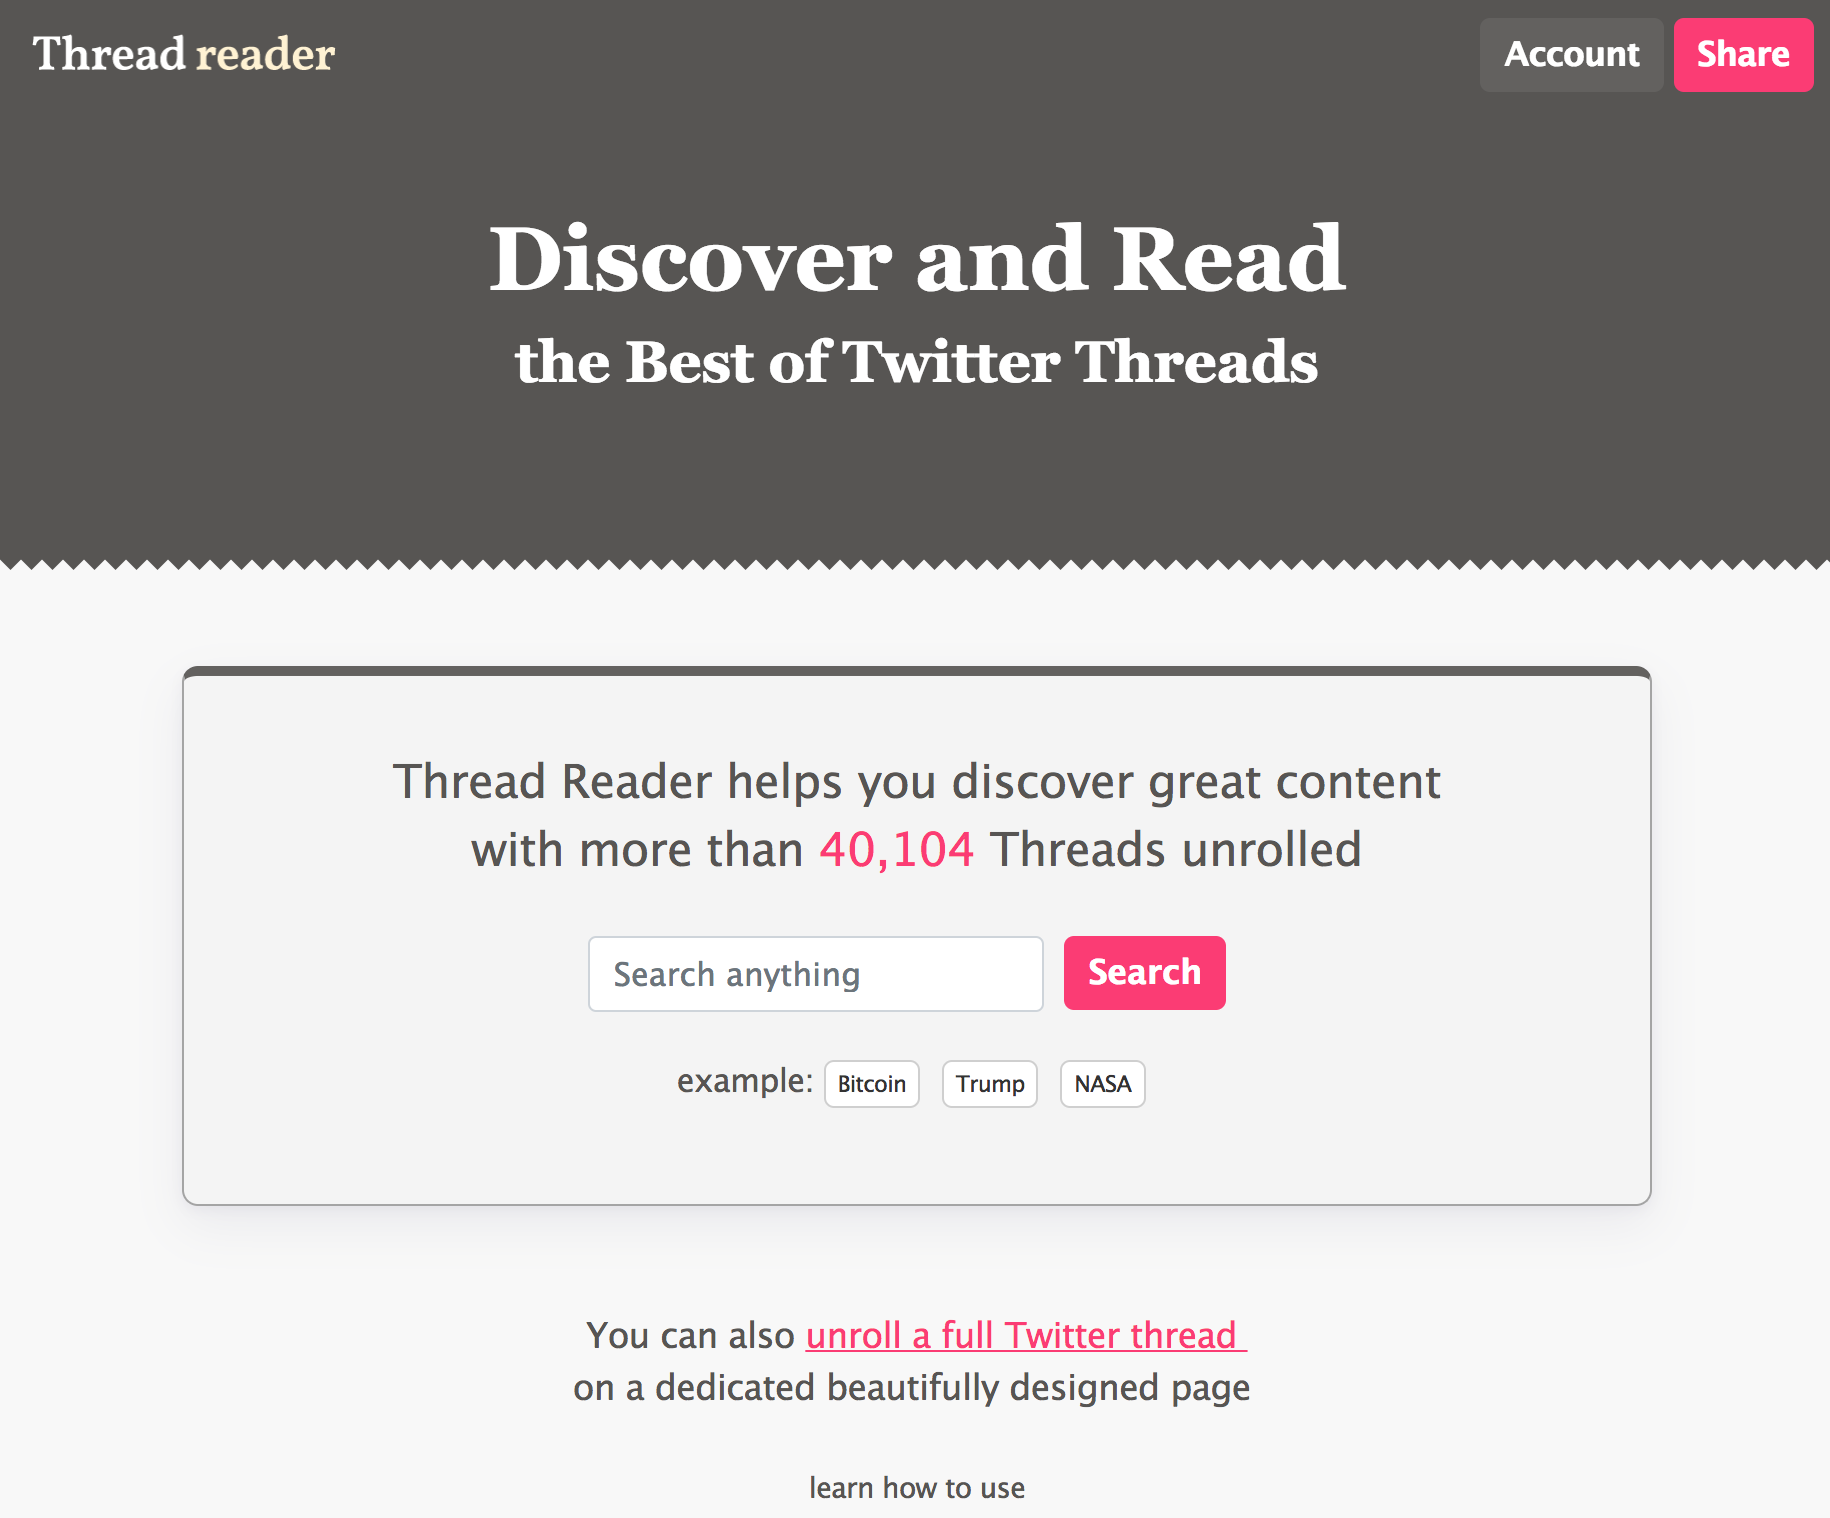 Thread reader
Account
Share
Discover and Read
the Best of Twitter Threads
Thread Reader helps you discover great content
with more than 40,104 Threads unrolled
Search anything
Search
example: Bitcoin Trump NASA
You can also unroll a full Twitter thread
on a dedicated beautifully designed page
learn how to use